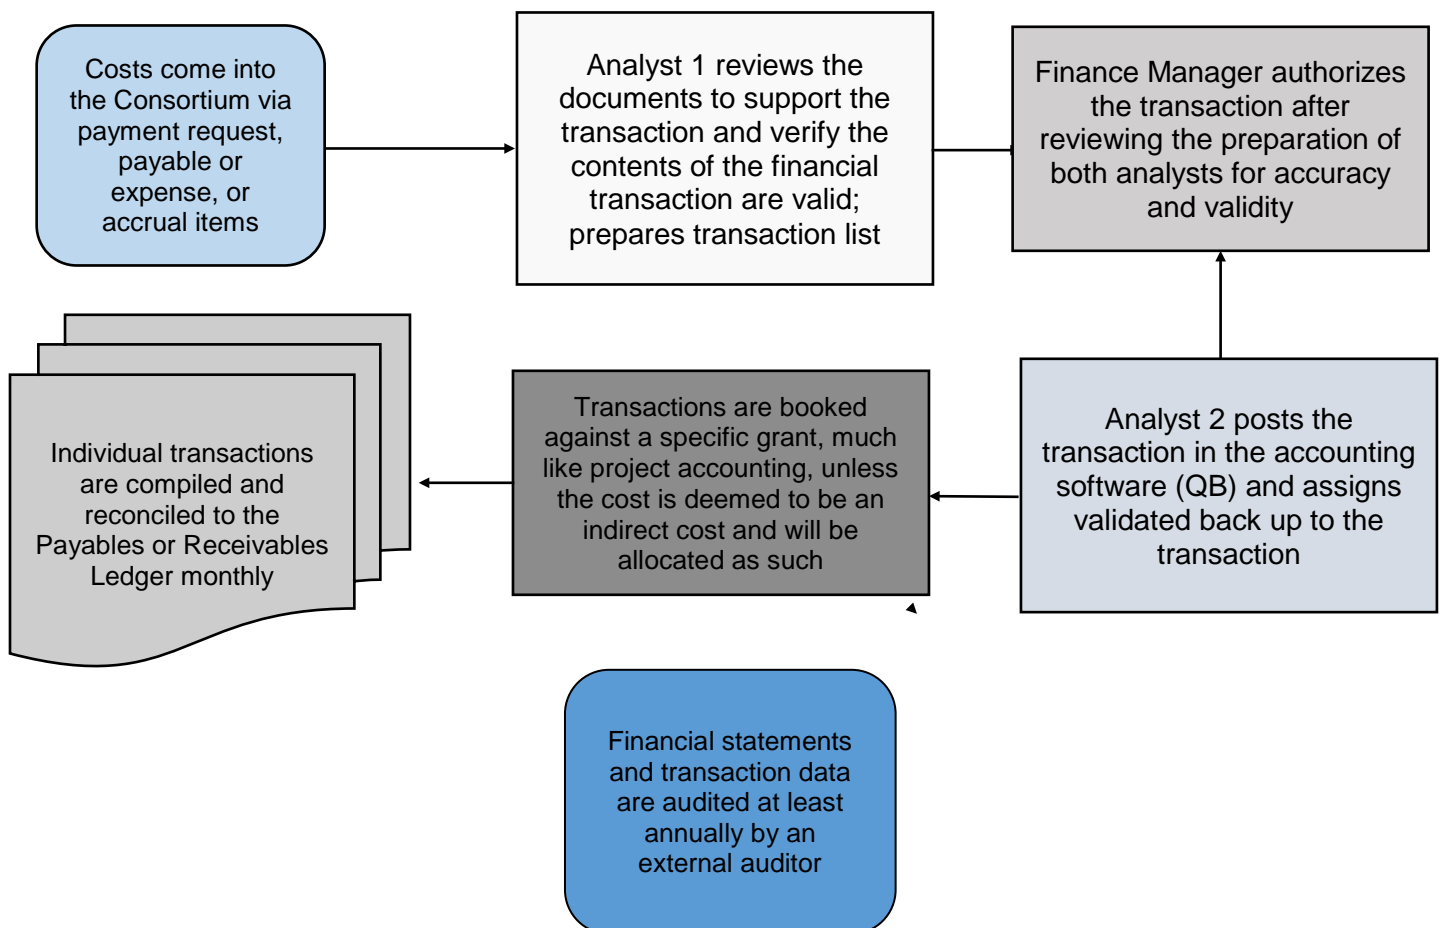 Costs come into
the Consortium via
payment request,
payable or
expense, or
accrual items
Analyst 1 reviews the
documents to support the
transaction and verify the
contents of the financial
transaction are valid;
prepares transaction list
Finance Manager authorizes
the transaction after
reviewing the preparation of
both analysts for accuracy
and validity
Individual transactions
are compiled and
reconciled to the
Payables or Receivables
Ledger monthly
Transactions are booked
against a specific grant, much
like project accounting, unless
the cost is deemed to be an
indirect cost and will be
allocated as such
Analyst 2 posts the
transaction in the accounting
software (QB) and assigns
validated back up to the
transaction
Financial statements
and transaction data
are audited at least
annually by an
external auditor